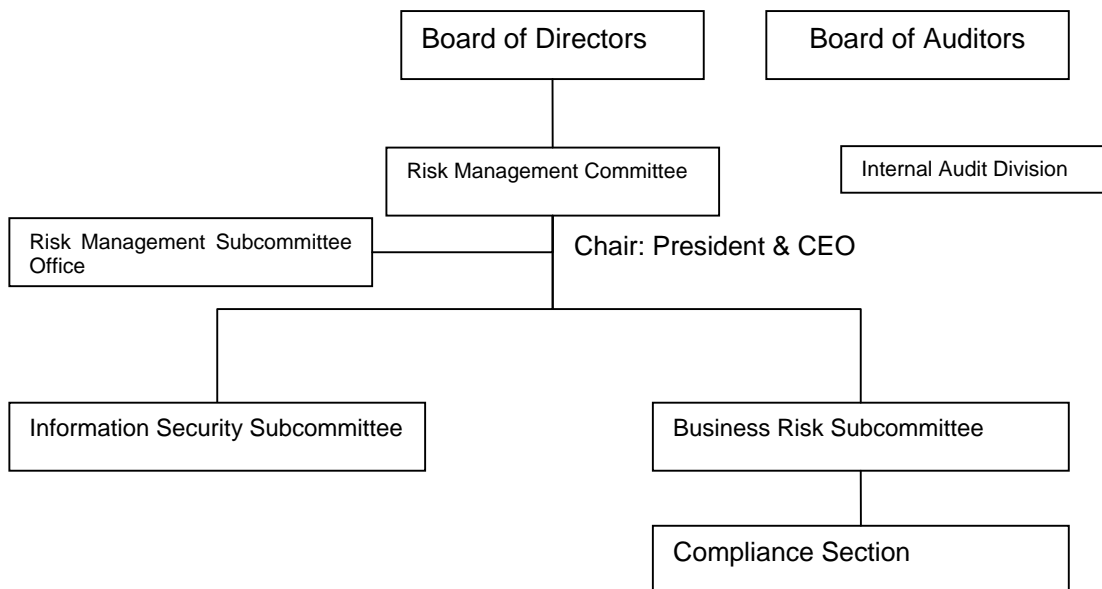 Board of Directors
Board of Auditors
Risk Management Committee
Internal Audit Division
Risk Management Subcommittee
Office
Chair: President & CEO
Information Security Subcommittee
Business Risk Subcommittee
Compliance Section